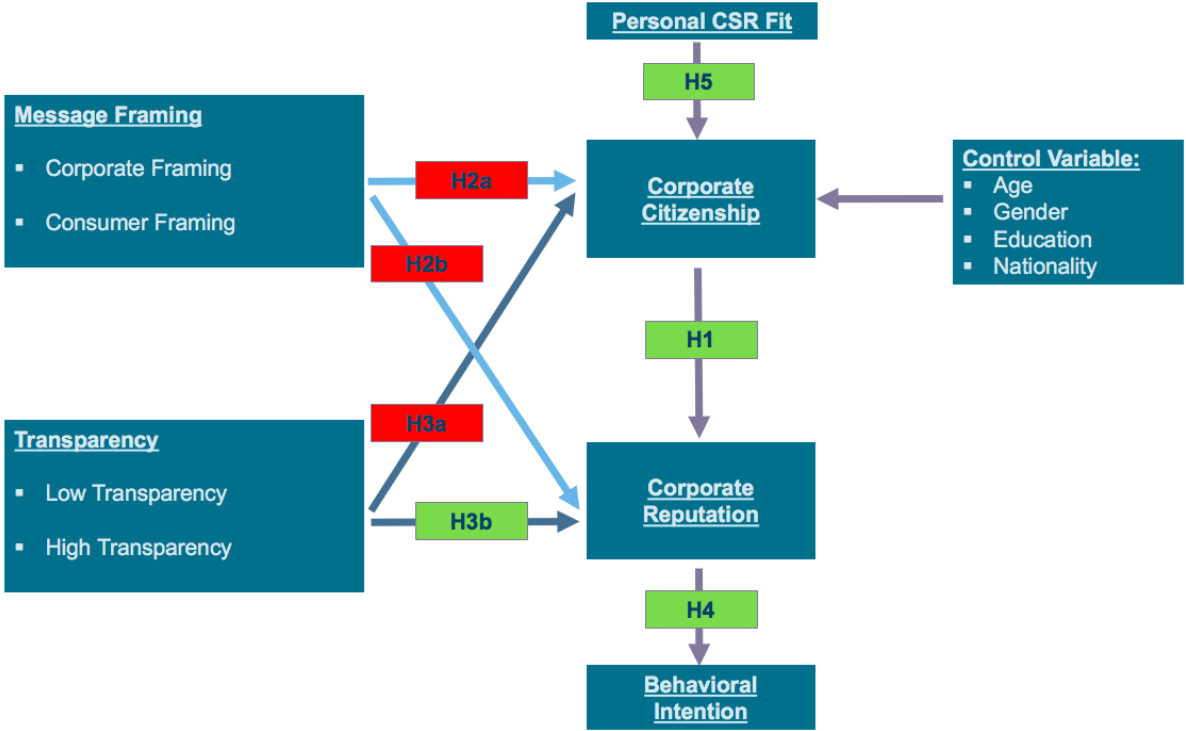 Personal CSR Fit
H5
Message Framing
▪ Corporate Framing
▪ Consumer Framing
H2a
H2b
Corporate
Citizenship
Control Variable:
▪ Age
▪ Gender
▪ Education
▪ Nationality
H1
Transparency
▪ Low Transparency
▪ High Transparency
H3a
H3b
Corporate
Reputation
H4
Behavioral
Intention